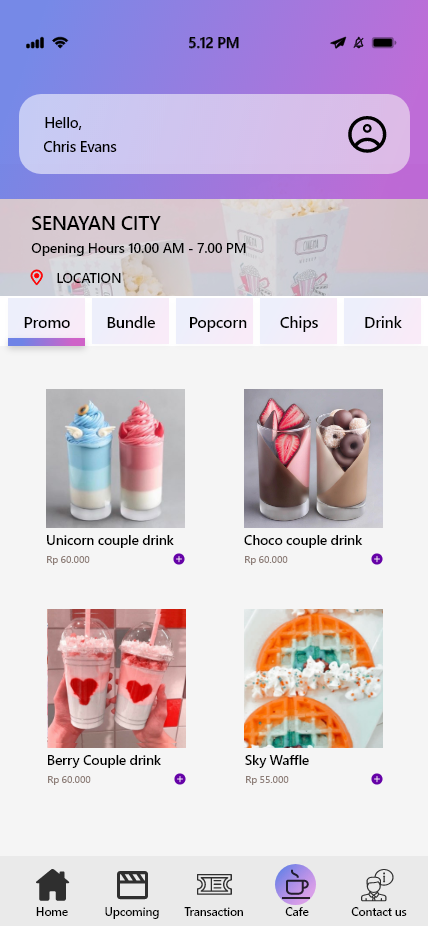 5.12 PM
Hello,
Chris Evans
SENAYAN CITY
Opening Hours 10.00 AM - 7.00 PM
LOCATION
CINEMA
CINEMA
Promo
Bundle
Popcorn
Chips
Drink
Unicorn couple drink
Choco couple drink
Rp 60.000
Rp 60.000
Berry Couple drink
Sky Waffle
Rp 60.000
Rp 55.000
Home
Upcoming
Transaction
Cafe
Contact us